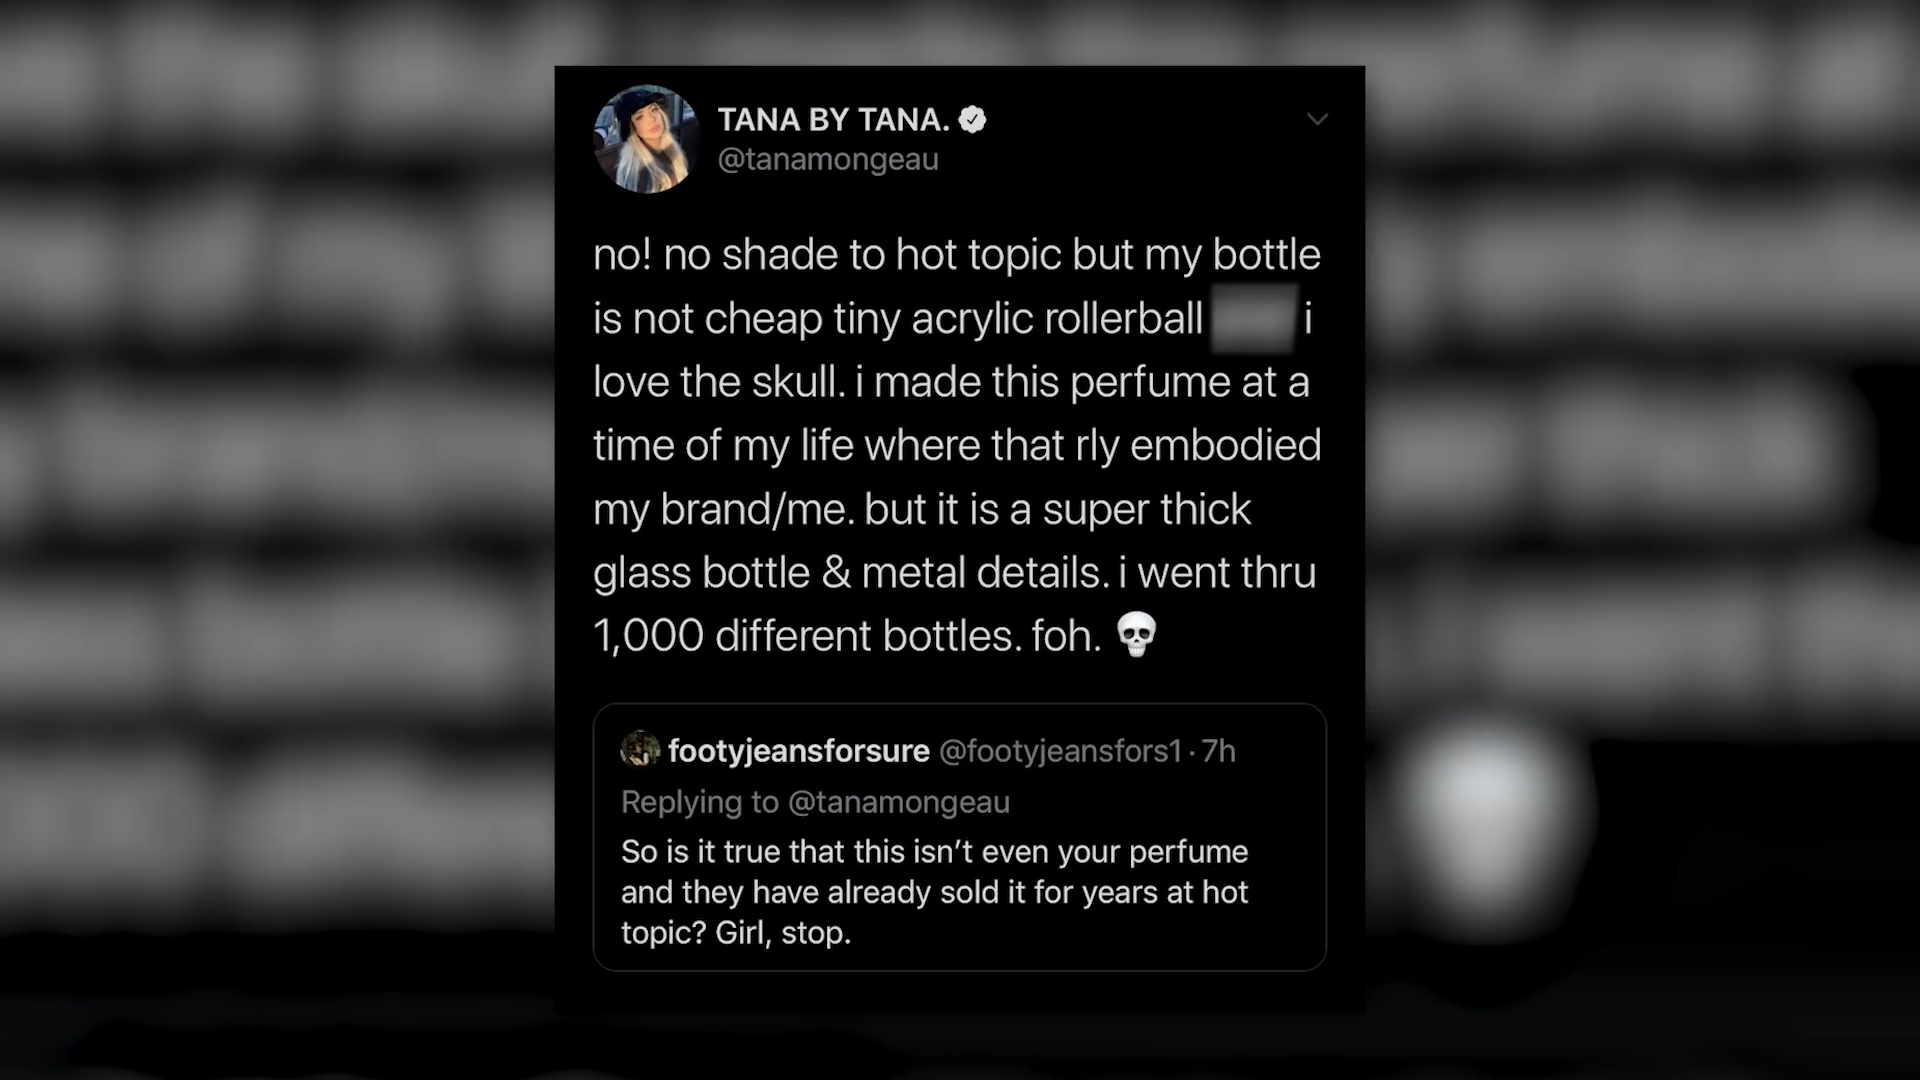 TANA BY TANA.
@tanamongeau
no! no shade to hot topic but my bottle
is not cheap tiny acrylic rollerball i
love the skull. i made this perfume at a
time of my life where that rly embodied
my brand/me. but it is a super thick
glass bottle & metal details. i went thru
1,000 different bottles. foh. 💀
footyjeansforsure @footyjeansfors1 · 7h
Replying to @tanamongeau
So is it true that this isn’t even your perfume
and they have already sold it for years at hot
topic? Girl, stop.